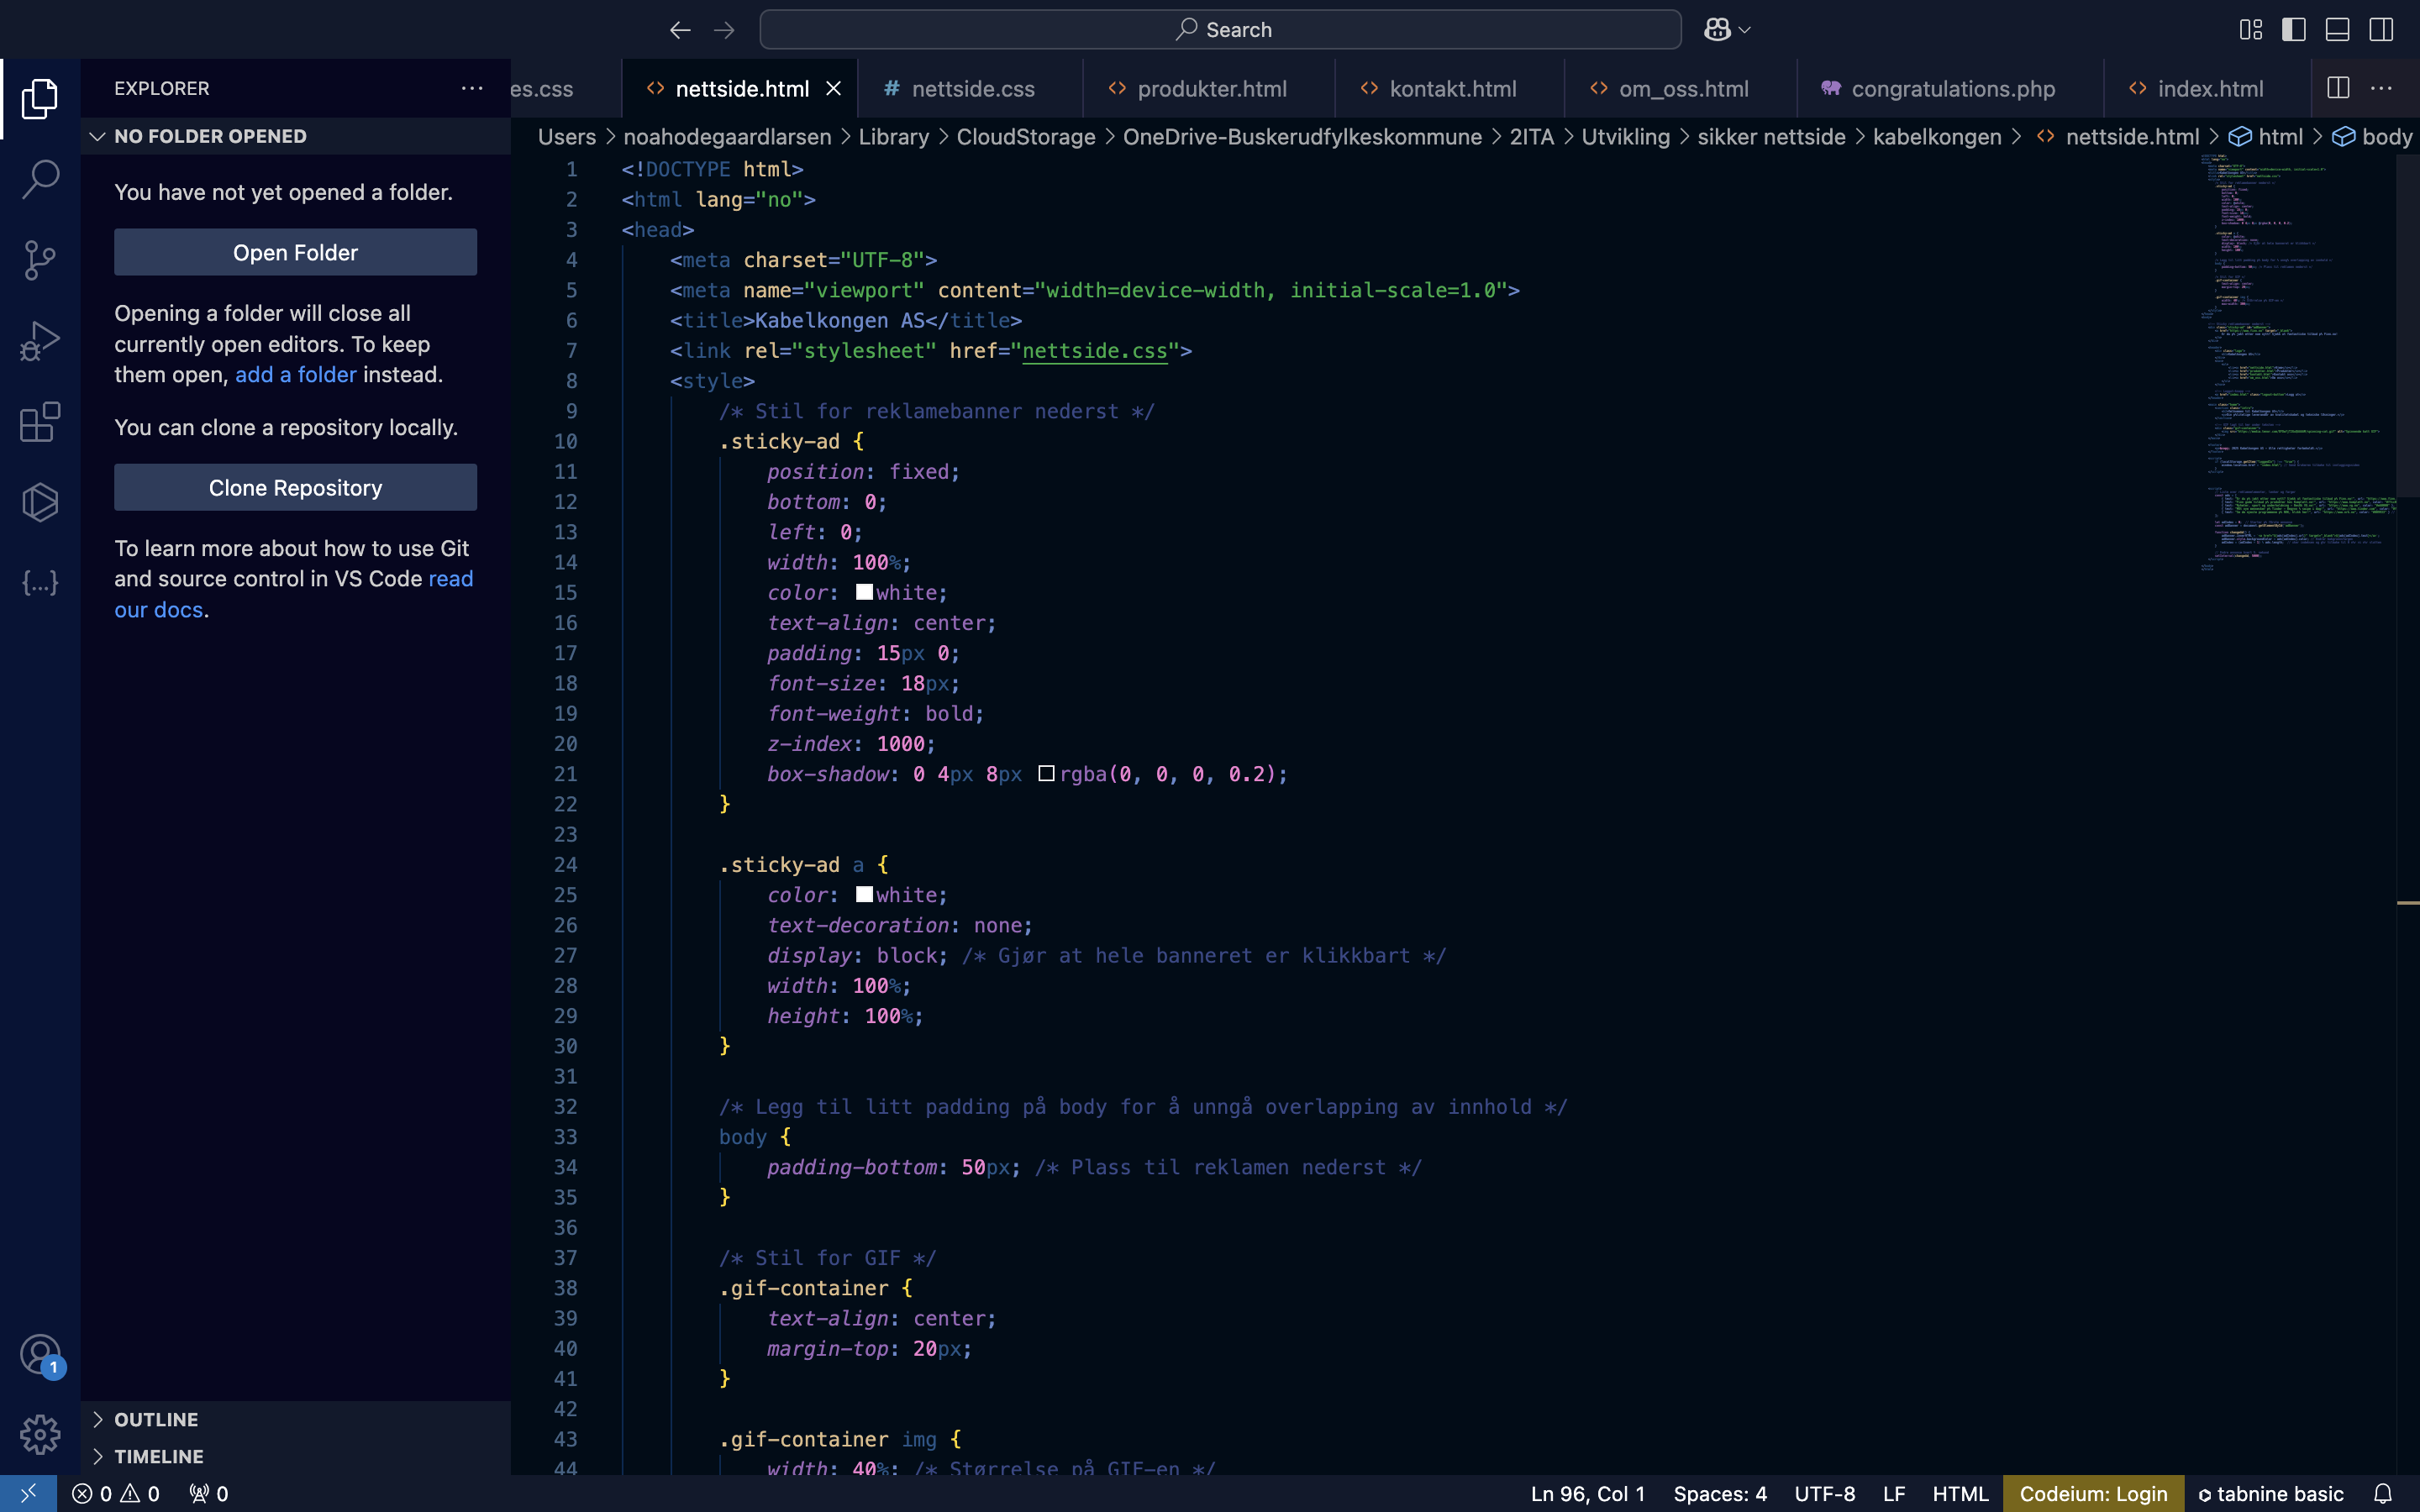 Search
EXPLORER
NO FOLDER OPENED
You have not yet opened a folder.
Open Folder
Opening a folder will close all
currently open editors. To keep
them open, add a folder instead.
You can clone a repository locally.
Clone Repository
To learn more about how to use Git
and source control in VS Code read
our docs.
1
OUTLINE
TIMELINE
es.css
nettside.html
# nettside.css
produkter.html
kontakt.html
om_oss.html
congratulations.php
index.html
Users > noahodegaardlarsen > Library > CloudStorage > OneDrive-Buskerudfylkeskommune > 2ITA > Utvikling > sikker nettside > kabelkongen > nettside.html > html > body
1 <!DOCTYPE html>
2 <html lang="no">
3 <head>
4 <meta charset="UTF-8">
5 <meta name="viewport" content="width=device-width, initial-scale=1.0">
6 <title>Kabelkongen AS</title>
7 <link rel="stylesheet" href="nettside.css">
8 <style>
9 /* Stil for reklamebanner nederst */
10 .sticky-ad {
11 position: fixed;
12 bottom: 0;
13 left: 0;
14 width: 100%;
15 color: white;
16 text-align: center;
17 padding: 15px 0;
18 font-size: 18px;
19 font-weight: bold;
20 z-index: 1000;
21 box-shadow: 0 4px 8px rgba(0, 0, 0, 0.2);
22 }
23
24 .sticky-ad a {
25 color: white;
26 text-decoration: none;
27 display: block; /* Gjør at hele banneret er klikkbart */
28 width: 100%;
29 height: 100%;
30 }
31
32 /* Legg til litt padding på body for å unngå overlapping av innhold */
33 body {
34 padding-bottom: 50px; /* Plass til reklamen nederst */
35 }
36
37 /* Stil for GIF */
38 .gif-container {
39 text-align: center;
40 margin-top: 20px;
41 }
42
43 .gif-container img {
44 width: 40%; /* Størrelse på GIF-en */
0 0 0
Ln 96, Col 1 Spaces: 4 UTF-8 LF HTML Codeium: Login tabnine basic